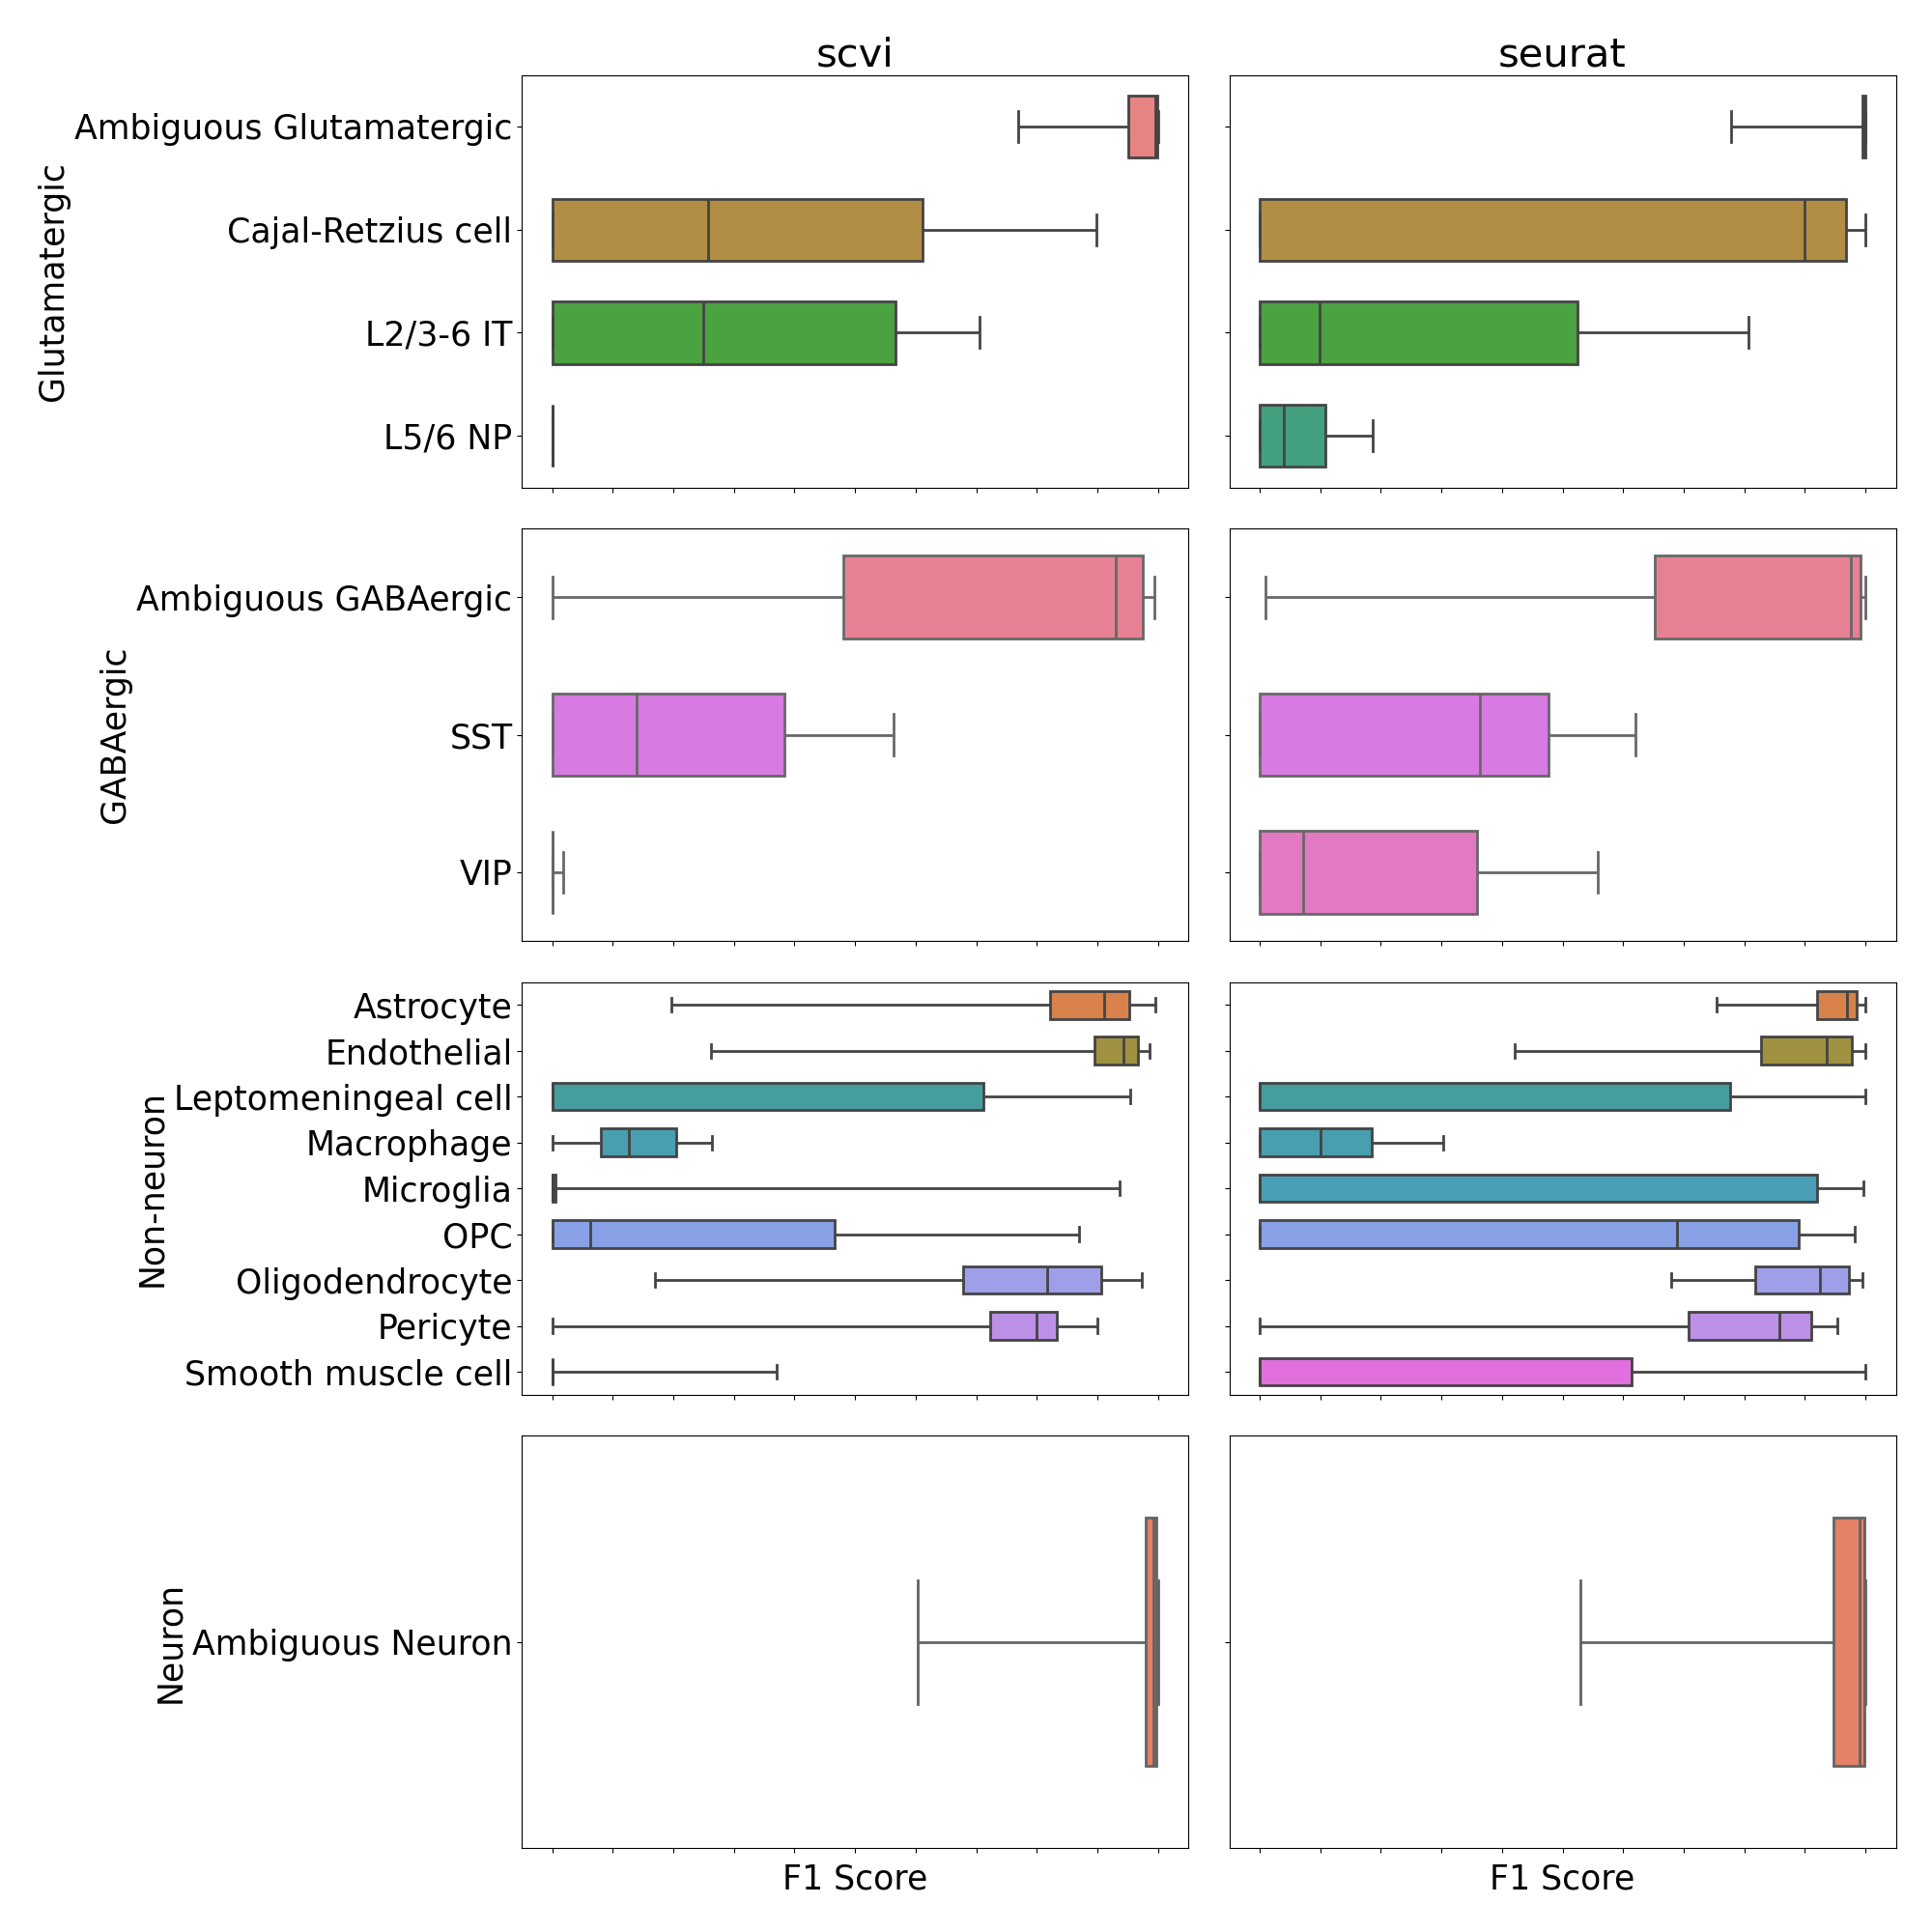 scvi
seurat
Glutamatergic
Ambiguous Glutamatergic
Cajal-Retzius cell
L2/3-6 IT
L5/6 NP
GABAergic
Ambiguous GABAergic
SST
VIP
Non-neuron
Astrocyte
Endothelial
Leptomeningeal cell
Macrophage
Microglia
OPC
Oligodendrocyte
Pericyte
Smooth muscle cell
Neuron
Ambiguous Neuron
F1 Score
F1 Score